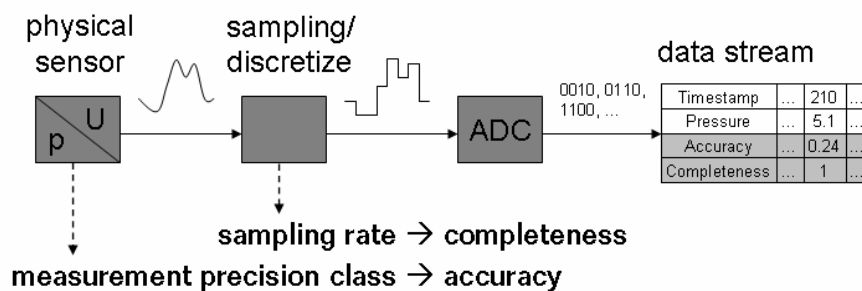 physical
sensor
sampling/
discretize
data stream
p U
ADC
0010, 0110,
1100, ...
Timestamp ... 210 ...
Pressure ... 5.1 ...
Accuracy ... 0.24 ...
Completeness ... 1 ...
sampling rate → completeness
measurement precision class → accuracy